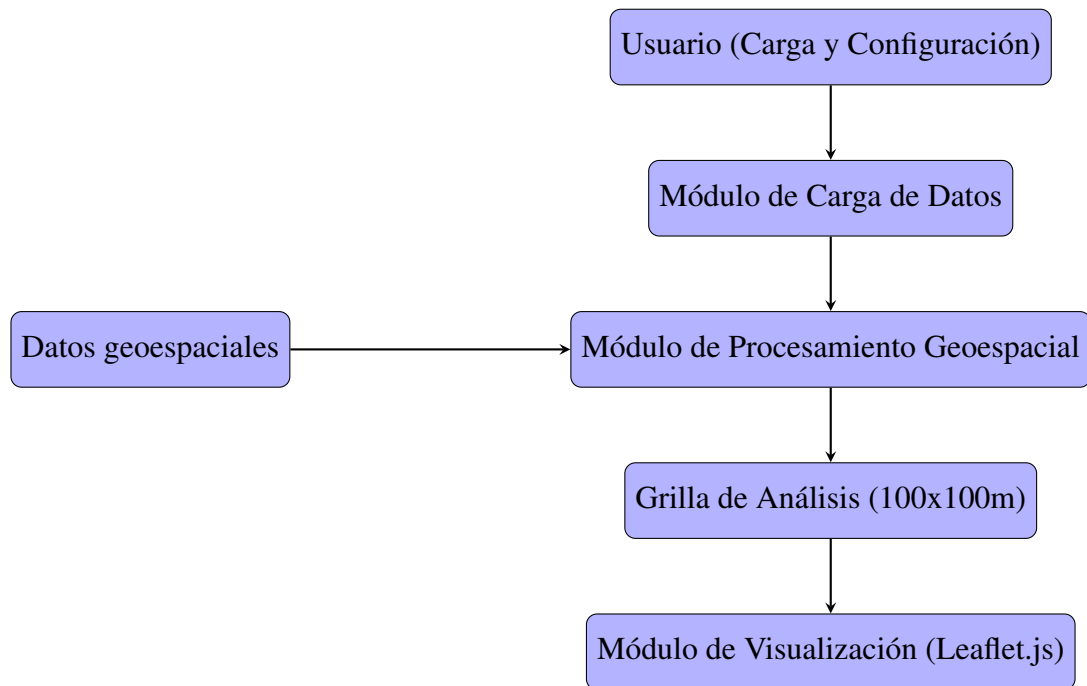 Usuario (Carga y Configuración)
Módulo de Carga de Datos
Datos geoespaciales
Módulo de Procesamiento Geoespacial
Grilla de Análisis (100x100m)
Módulo de Visualización (Leaflet.js)